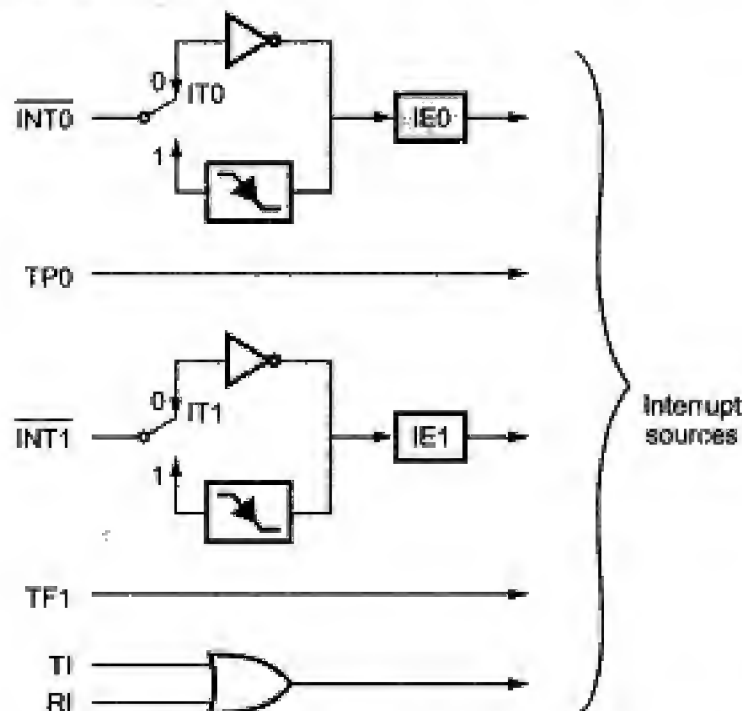 0
IT0
INT0
IE0
1
TP0
0
IT1
INT1
IE1
1
Interrupt
sources
TF1
TI
RI